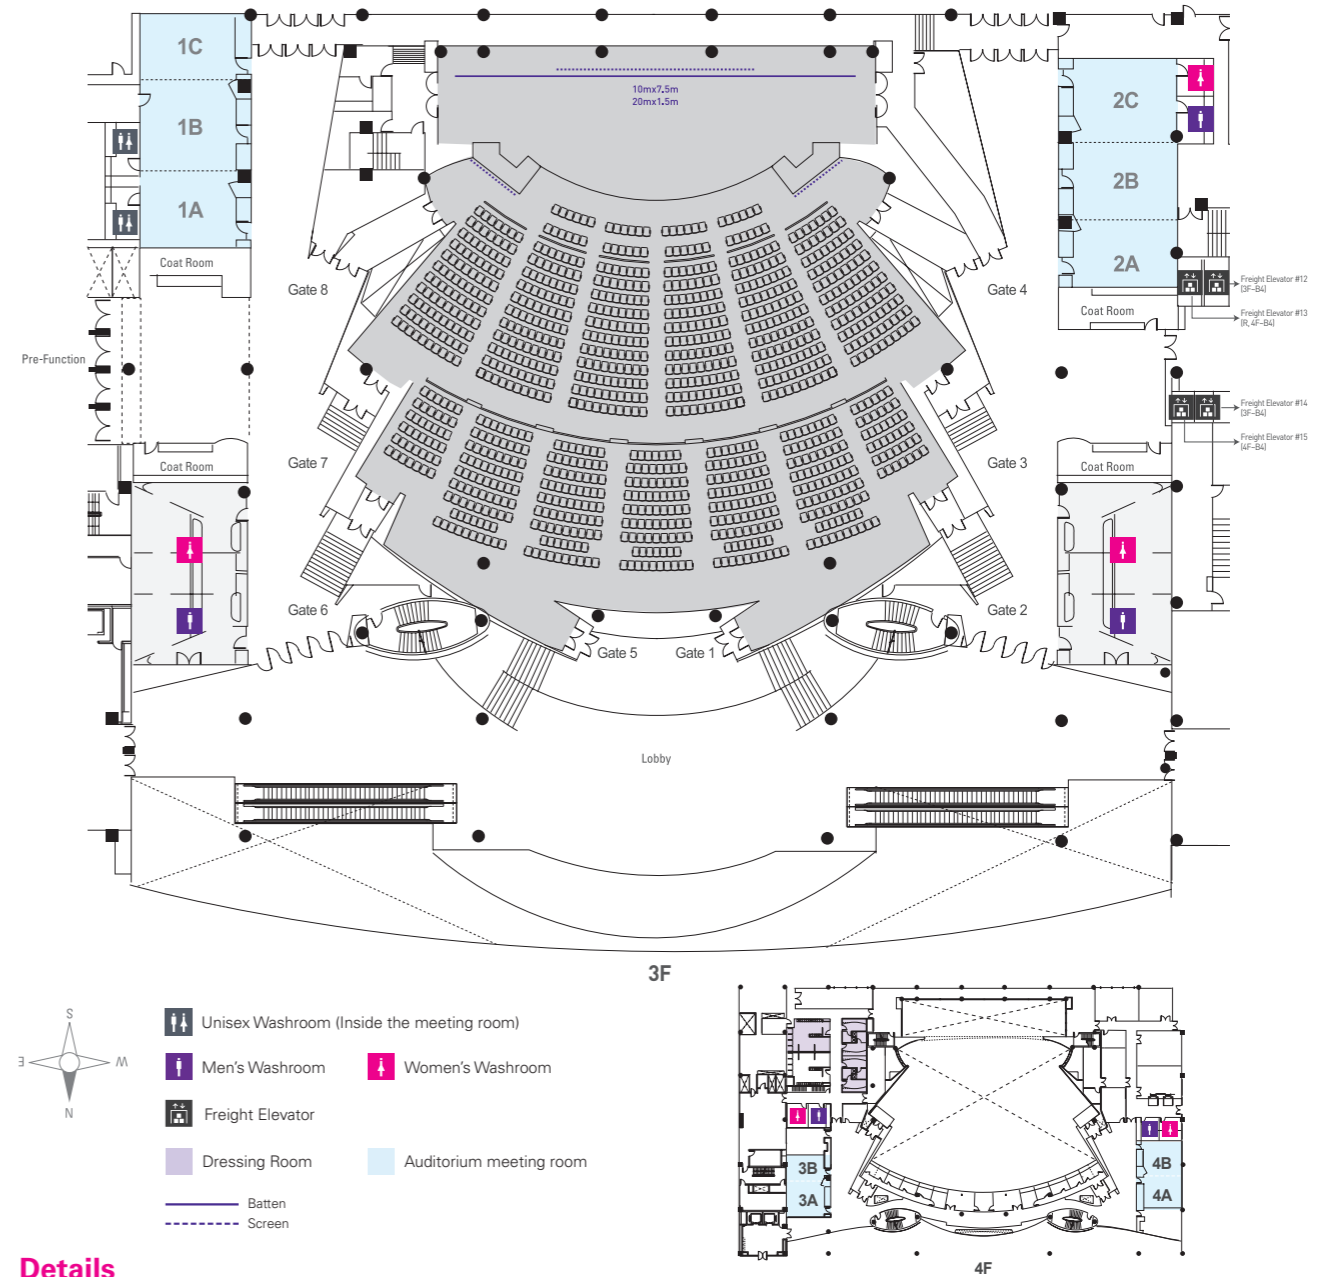 1C
1B
1A
Coat Room
Pre-Function
Coat Room
10mx7.5m
20mx1.5m
2C
2B
2A
Coat Room
Freight Elevator #12
(3F-B4)
Freight Elevator #13
(R, 4F-B4)
Freight Elevator #14
(3F-B4)
Freight Elevator #15
(4F-B4)
Coat Room
Gate 8
Gate 4
Gate 7
Gate 3
Gate 6
Gate 2
Gate 5
Gate 1
Lobby
3F
S
E
W
N
Unisex Washroom (Inside the meeting room)
Men's Washroom
Women's Washroom
Freight Elevator
Dressing Room
Auditorium meeting room
Batten
Screen
3B
3A
4B
4A
4F
Details